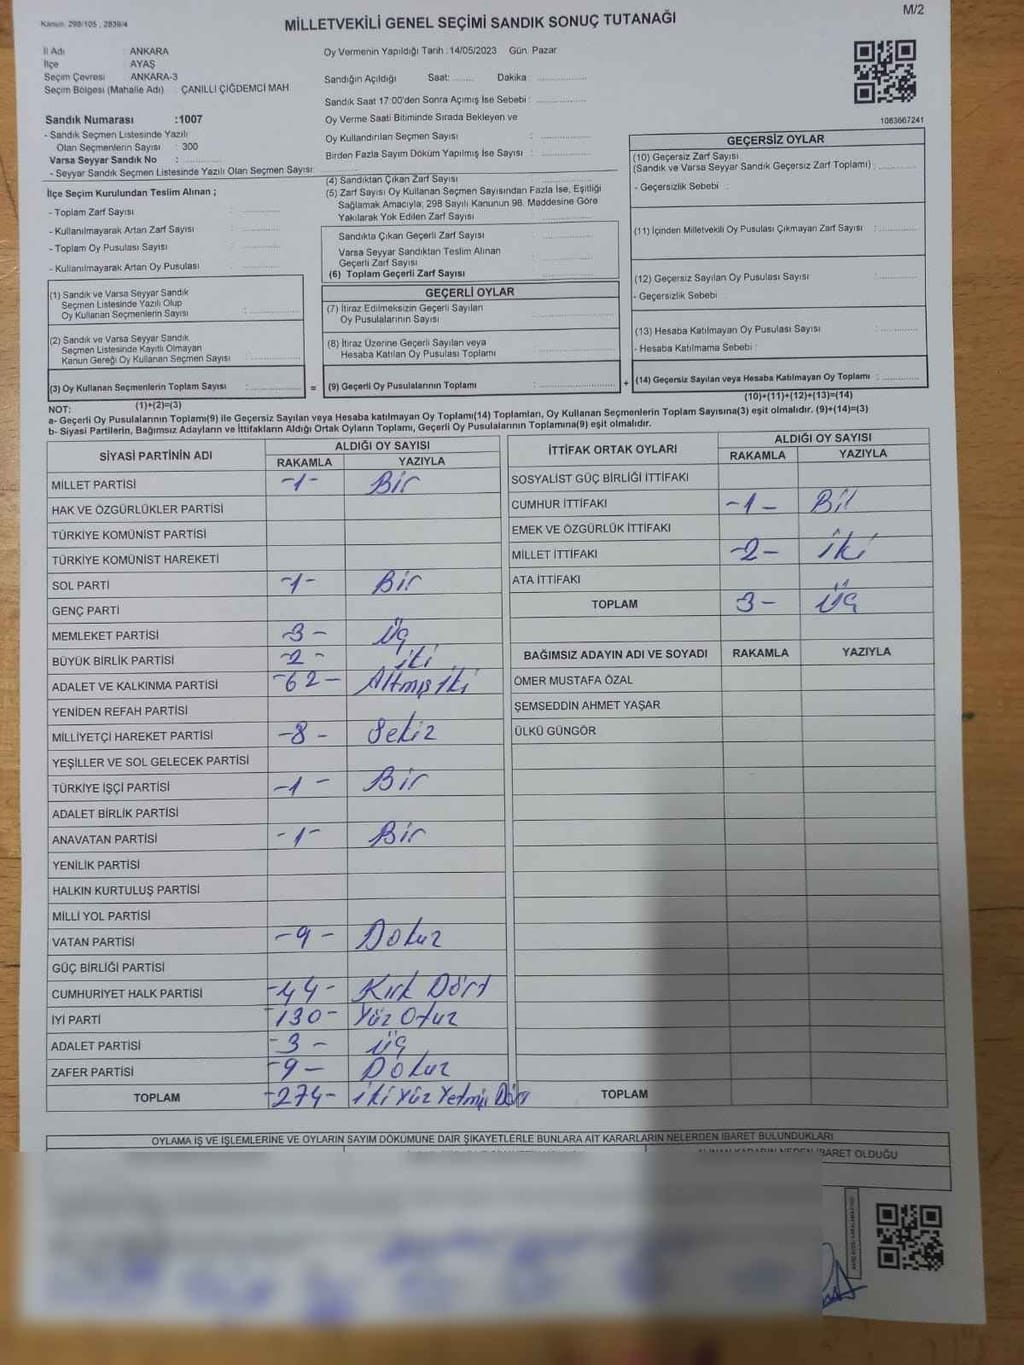 Kanun: 298/105, 2839/4
MİLLETVEKİLİ GENEL SEÇİMİ SANDIK SONUÇ TUTANAĞI
M/2
İl Adı : ANKARA
İlçe : AYAŞ
Seçim Çevresi : ANKARA-3
Seçim Bölgesi (Mahalle Adı) : ÇANILLI ÇİĞDEMCİ MAH.
Sandık Numarası :1007
- Sandık Seçmen Listesinde Yazılı
Olan Seçmenlerin Sayısı : 300
Varsa Seyyar Sandık No :
- Seyyar Sandık Seçmen Listesinde Yazılı Olan Seçmen Sayısı:
Oy Vermenin Yapıldığı Tarih :14/05/2023 Gün. Pazar
Sandığın Açıldığı Saat: Dakika
Sandık Saat 17:00'den Sonra Açımış İse Sebebi :
Oy Verme Saati Bitiminde Sırada Bekleyen ve
Oy Kullandırılan Seçmen Sayısı :
Birden Fazla Sayım Döküm Yapılmış İse Sayısı :
1063667241
İlçe Seçim Kurulundan Teslim Alınan ;
- Toplam Zarf Sayısı :
- Kullanılmayarak Artan Zarf Sayısı :
- Toplam Oy Pusulası Sayısı :
- Kullanılmayarak Artan Oy Pusulası :
(1) Sandık ve Varsa Seyyar Sandık
Seçmen Listesinde Yazılı Olup
Oy Kullanan Seçmenlerin Sayısı :
(2) Sandık ve Varsa Seyyar Sandık
Seçmen Listesinde Kayıtlı Olmayan
Kanun Gereği Oy Kullanan Seçmen Sayısı :
(3) Oy Kullanan Seçmenlerin Toplam Sayısı :
(1)+(2)=(3)
(4) Sandıktan Çıkan Zarf Sayısı :
(5) Zarf Sayısı Oy Kullanan Seçmen Sayısından Fazla İse, Eşitliği
Sağlamak Amacıyla; 298 Sayılı Kanunun 98. Maddesine Göre
Yakılarak Yok Edilen Zarf Sayısı :
Sandıkta Çıkan Geçerli Zarf Sayısı :
Varsa Seyyar Sandıktan Teslim Alınan
Geçerli Zarf Sayısı :
(6) Toplam Geçerli Zarf Sayısı :
GEÇERLİ OYLAR
(7) İtiraz Edilmeksizin Geçerli Sayılan
Oy Pusulalarının Sayısı :
(8) İtiraz Üzerine Geçerli Sayılan veya
Hesaba Katılan Oy Pusulası Toplamı :
= (9) Geçerli Oy Pusulalarının Toplamı :
GEÇERSİZ OYLAR
(10) Geçersiz Zarf Sayısı
(Sandık ve Varsa Seyyar Sandık Geçersiz Zarf Toplamı) :
- Geçersizlik Sebebi :
(11) İçinden Milletvekili Oy Pusulası Çıkmayan Zarf Sayısı :
(12) Geçersiz Sayılan Oy Pusulası Sayısı :
- Geçersizlik Sebebi
(13) Hesaba Katılmayan Oy Pusulası Sayısı :
- Hesaba Katılmama Sebebi :
+ (14) Geçersiz Sayılan veya Hesaba Katılmayan Oy Toplamı :
(10)+(11)+(12)+(13)=(14)
NOT:
a- Geçerli Oy Pusulalarının Toplamı(9) ile Geçersiz Sayılan veya Hesaba katılmayan Oy Toplamı(14) Toplamları, Oy Kullanan Seçmenlerin Toplam Sayısına(3) eşit olmalıdır. (9)+(14)=(3)
b- Siyasi Partilerin, Bağımsız Adayların ve İttifakların Aldığı Ortak Oyların Toplamı, Geçerli Oy Pusulalarının Toplamına(9) eşit olmalıdır.
SİYASİ PARTİNİN ADI ALDIĞI OY SAYISI
RAKAMLA YAZIYLA
MİLLET PARTİSİ -1- Bir
HAK VE ÖZGÜRLÜKLER PARTİSİ
TÜRKİYE KOMÜNİST PARTİSİ
TÜRKİYE KOMÜNİST HAREKETİ
SOL PARTİ -1- Bir
GENÇ PARTİ
MEMLEKET PARTİSİ -3- Üç
BÜYÜK BİRLİK PARTİSİ -2- iki
ADALET VE KALKINMA PARTİSİ -62- Altmış iki
YENİDEN REFAH PARTİSİ
MİLLİYETÇİ HAREKET PARTİSİ -8- Sekiz
YEŞİLLER VE SOL GELECEK PARTİSİ
TÜRKİYE İŞÇİ PARTİSİ -1- Bir
ADALET BİRLİK PARTİSİ
ANAVATAN PARTİSİ -1- Bir
YENİLİK PARTİSİ
HALKIN KURTULUŞ PARTİSİ
MİLLİ YOL PARTİSİ
VATAN PARTİSİ -9- Dokuz
GÜÇ BİRLİĞİ PARTİSİ
CUMHURİYET HALK PARTİSİ -44- Kırk Dört
İYİ PARTİ -130- Yüz Otuz
ADALET PARTİSİ -3- Üç
ZAFER PARTİSİ -9- Dokuz
TOPLAM -274- iki Yüz Yetmiş Dört
İTTİFAK ORTAK OYLARI ALDIĞI OY SAYISI
RAKAMLA YAZIYLA
SOSYALİST GÜÇ BİRLİĞİ İTTİFAKI
CUMHUR İTTİFAKI -1- Bir
EMEK VE ÖZGÜRLÜK İTTİFAKI
MİLLET İTTİFAKI -2- iki
ATA İTTİFAKI
TOPLAM 3- Üç
BAĞIMSIZ ADAYIN ADI VE SOYADI RAKAMLA YAZIYLA
ÖMER MUSTAFA ÖZAL
ŞEMSEDDİN AHMET YAŞAR
ÜLKÜ GÜNGÖR
TOPLAM
OYLAMA İŞ VE İŞLEMLERİNE VE OYLARIN SAYIM DÖKÜMÜNE DAİR ŞİKAYETLERLE BUNLARA AİT KARARLARIN NELERDEN İBARET BULUNDUKLARI
ALINAN KARARIN NEDEN İBARET OLDUĞU